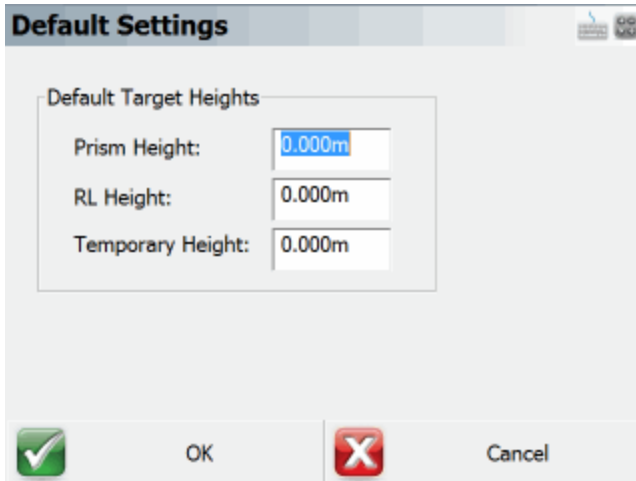 Default Settings
Default Target Heights
Prism Height: 0.000m
RL Height: 0.000m
Temporary Height: 0.000m
OK Cancel